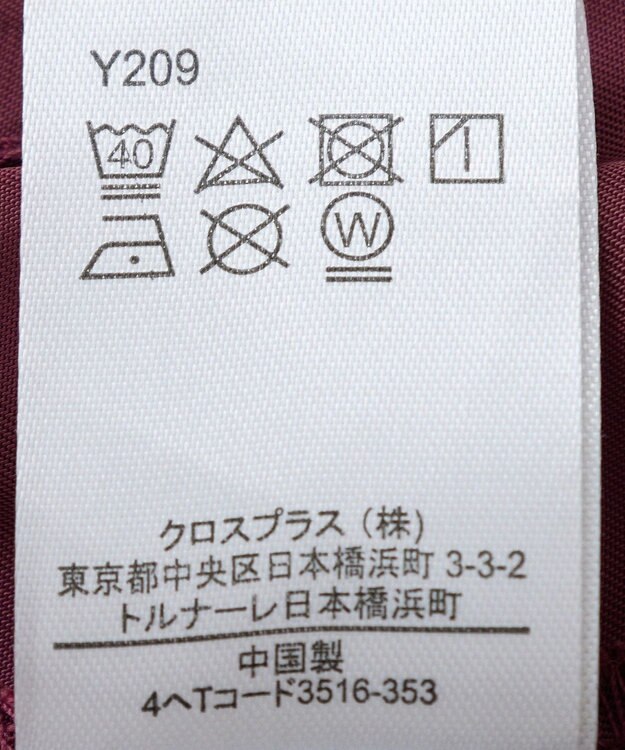 Y209
40
W
クロスプラス（株）
東京都中央区日本橋浜町 3-3-2
トルナーレ日本橋浜町
中国製
4ヘTコード3516-353